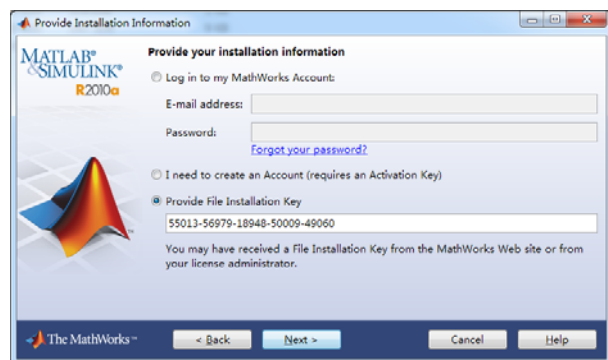 Provide Installation Information
MATLAB®
&SIMULINK®
R2010a
Provide your installation information
Log in to my MathWorks Account:
E-mail address:
Password:
Forgot your password?
I need to create an Account (requires an Activation Key)
Provide File Installation Key
55013-56979-18948-50009-49060
You may have received a File Installation Key from the MathWorks Web site or from
your license administrator.
The MathWorks™
< Back
Next >
Cancel
Help